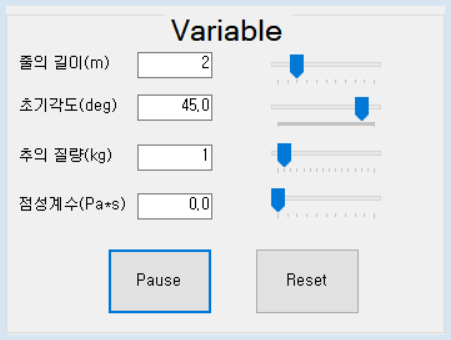 Variable
줄의 길이(m) 2
초기각도(deg) 45.0
추의 질량(kg) 1
점성계수(Pa*s) 0.0
Pause Reset